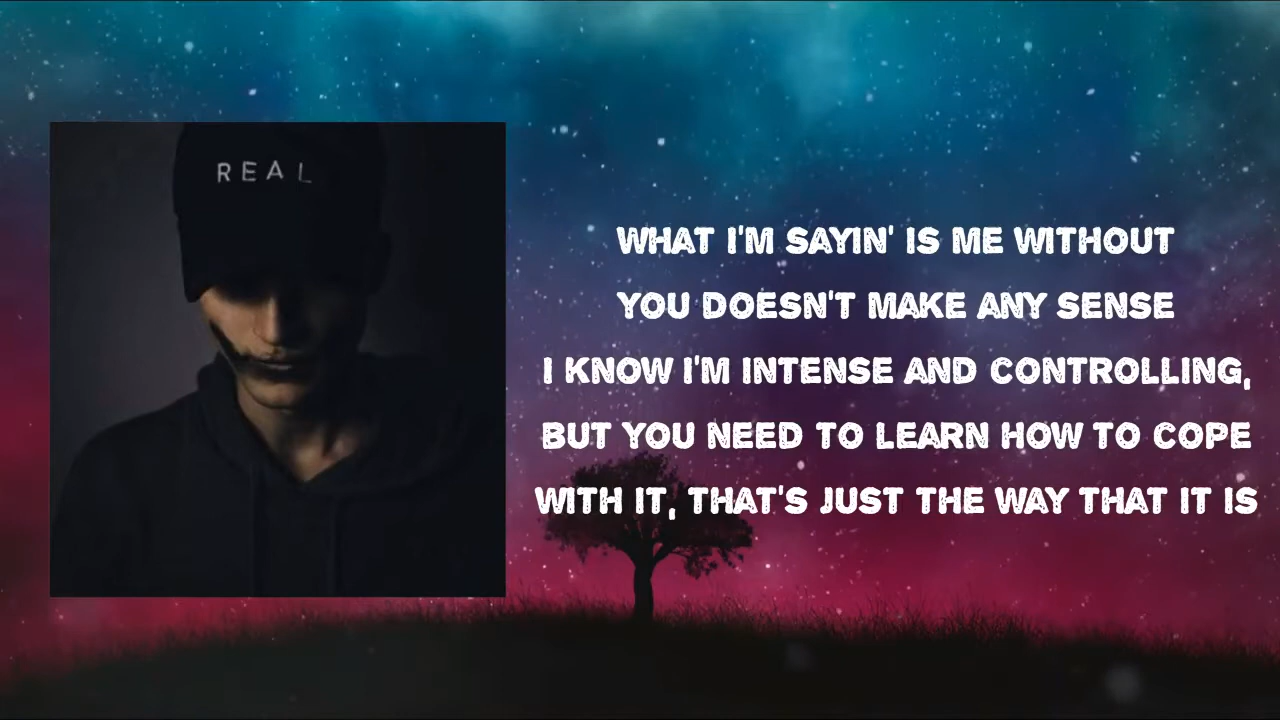 REAL
WHAT I'M SAYIN' IS ME WITHOUT
YOU DOESN'T MAKE ANY SENSE
I KNOW I'M INTENSE AND CONTROLLING,
BUT YOU NEED TO LEARN HOW TO COPE
WITH IT, THAT'S JUST THE WAY THAT IT IS